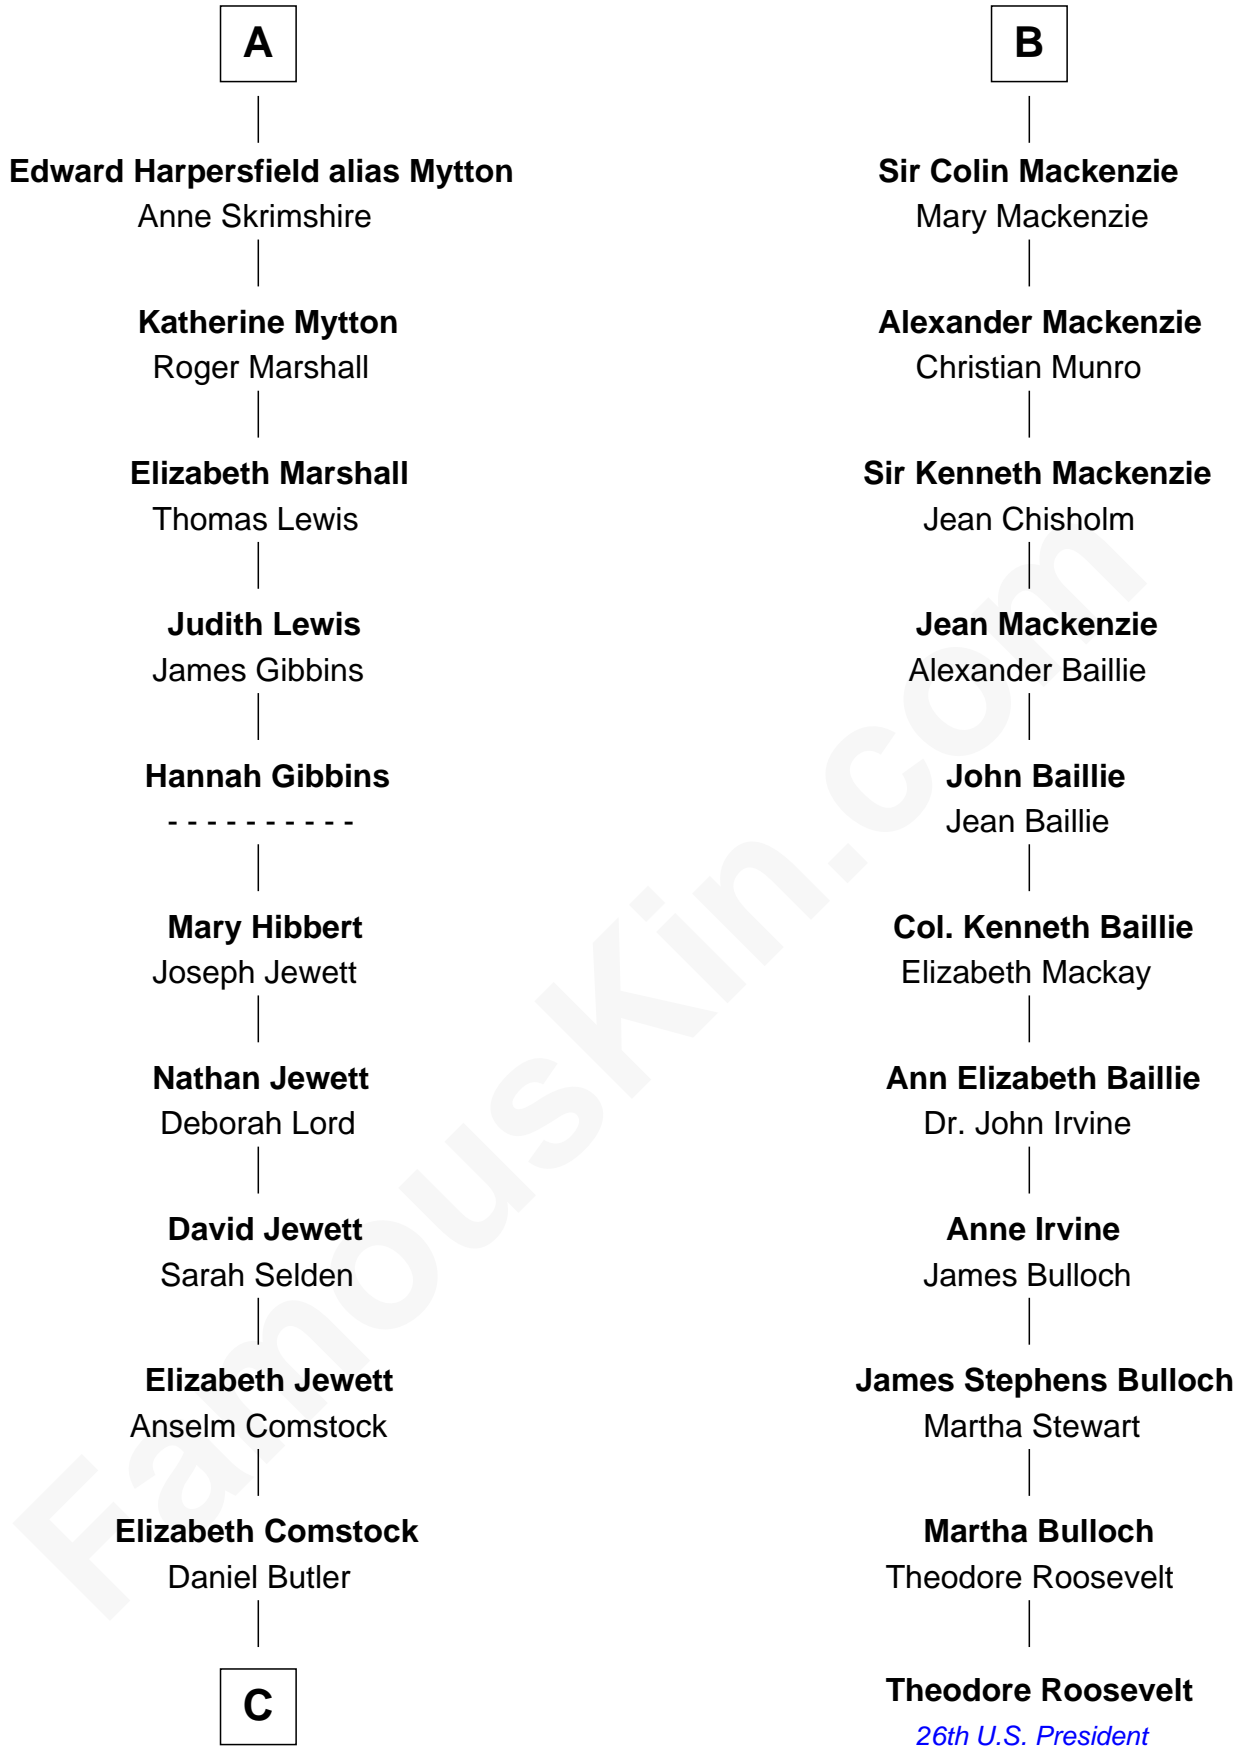 A
Edward Harpersfield alias Mytton
Anne Skrimshire
Katherine Mytton
Roger Marshall
Elizabeth Marshall
Thomas Lewis
Judith Lewis
James Gibbins
Hannah Gibbins
- - - - - - - - - -
Mary Hibbert
Joseph Jewett
Nathan Jewett
Deborah Lord
David Jewett
Sarah Selden
Elizabeth Jewett
Anselm Comstock
Elizabeth Comstock
Daniel Butler
C
B
Sir Colin Mackenzie
Mary Mackenzie
Alexander Mackenzie
Christian Munro
Sir Kenneth Mackenzie
Jean Chisholm
Jean Mackenzie
Alexander Baillie
John Baillie
Jean Baillie
Col. Kenneth Baillie
Elizabeth Mackay
Ann Elizabeth Baillie
Dr. John Irvine
Anne Irvine
James Bulloch
James Stephens Bulloch
Martha Stewart
Martha Bulloch
Theodore Roosevelt
Theodore Roosevelt
26th U.S. President
FamousKin.com